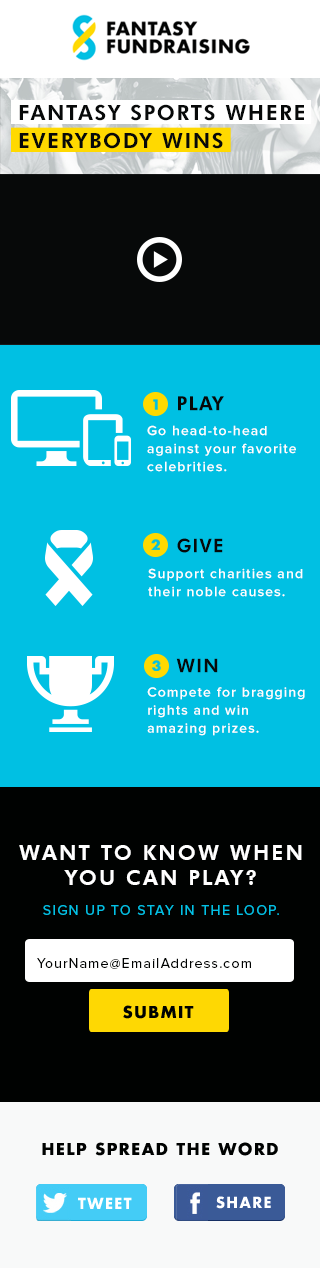 FANTASY
FUNDRAISING
FANTASY SPORTS WHERE
EVERYBODY WINS
1 PLAY
Go head-to-head
against your favorite
celebrities.
2 GIVE
Support charities and
their noble causes.
3 WIN
Compete for bragging
rights and win
amazing prizes.
WANT TO KNOW WHEN
YOU CAN PLAY?
SIGN UP TO STAY IN THE LOOP.
YourName@EmailAddress.com
SUBMIT
HELP SPREAD THE WORD
TWEET
f SHARE